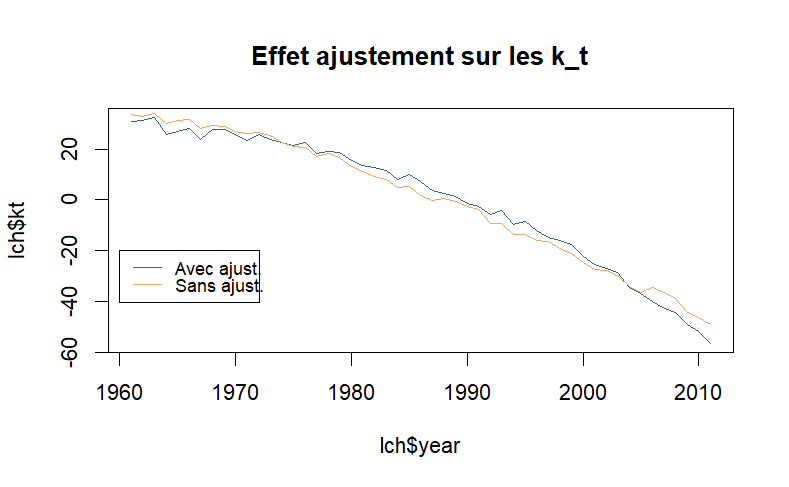 Effet ajustement sur les k_t
lch$kt
20
0
-20
-40
-60
Avec ajust.
Sans ajust.
1960 1970 1980 1990 2000 2010
lch$year